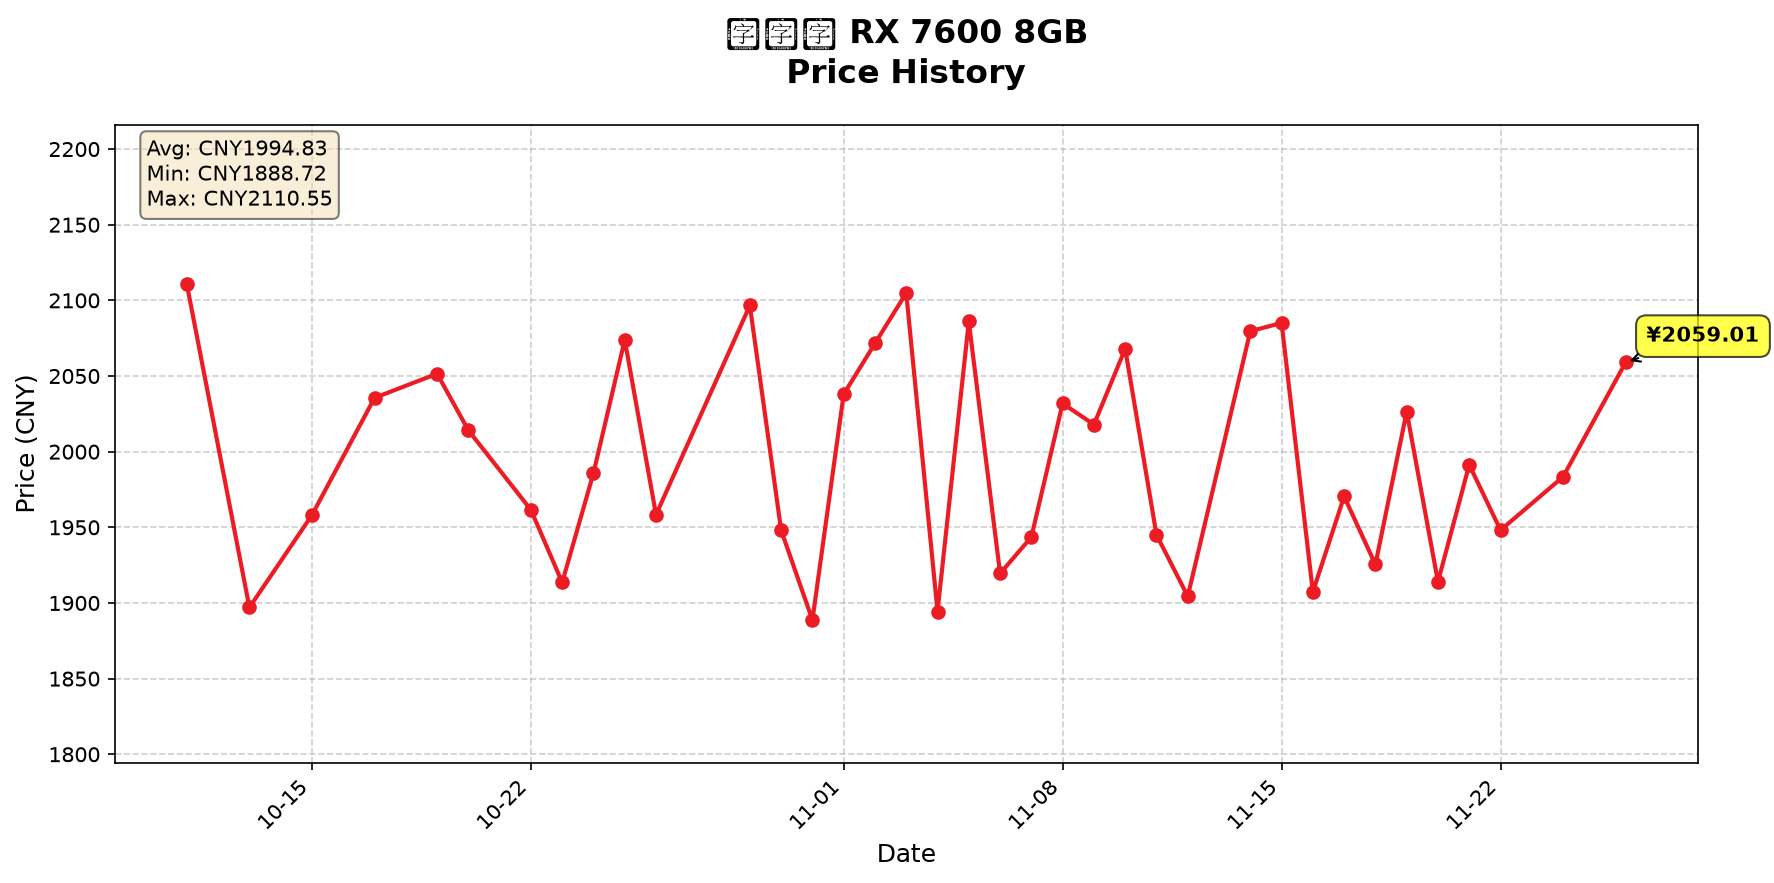 RX 7600 8GB
Price History
Avg: CNY1994.83
Min: CNY1888.72
Max: CNY2110.55
¥2059.01
Price (CNY)
2200
2150
2100
2050
2000
1950
1900
1850
1800
10-15
10-22
11-01
11-08
11-15
11-22
Date